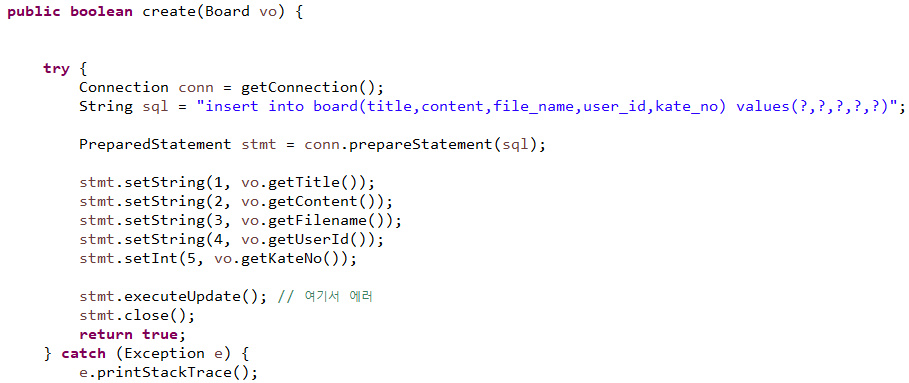 public boolean create(Board vo) {
try {
Connection conn = getConnection();
String sql = "insert into board(title,content,file_name,user_id,kate_no) values(?,?,?,?,?)";
PreparedStatement stmt = conn.prepareStatement(sql);
stmt.setString(1, vo.getTitle());
stmt.setString(2, vo.getContent());
stmt.setString(3, vo.getFilename());
stmt.setString(4, vo.getUserId());
stmt.setInt(5, vo.getKateNo());
stmt.executeUpdate(); // 여기서 에러
stmt.close();
return true;
} catch (Exception e) {
e.printStackTrace();